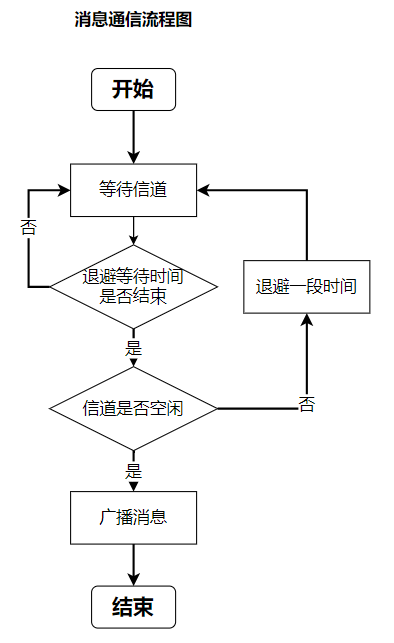 消息通信流程图
开始
等待信道
否
退避等待时间
是否结束
退避一段时间
是
信道是否空闲
否
是
广播消息
结束